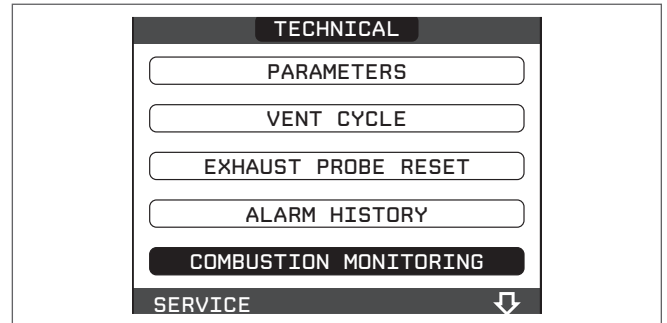 TECHNICAL
PARAMETERS
VENT CYCLE
EXHAUST PROBE RESET
ALARM HISTORY
COMBUSTION MONITORING
SERVICE